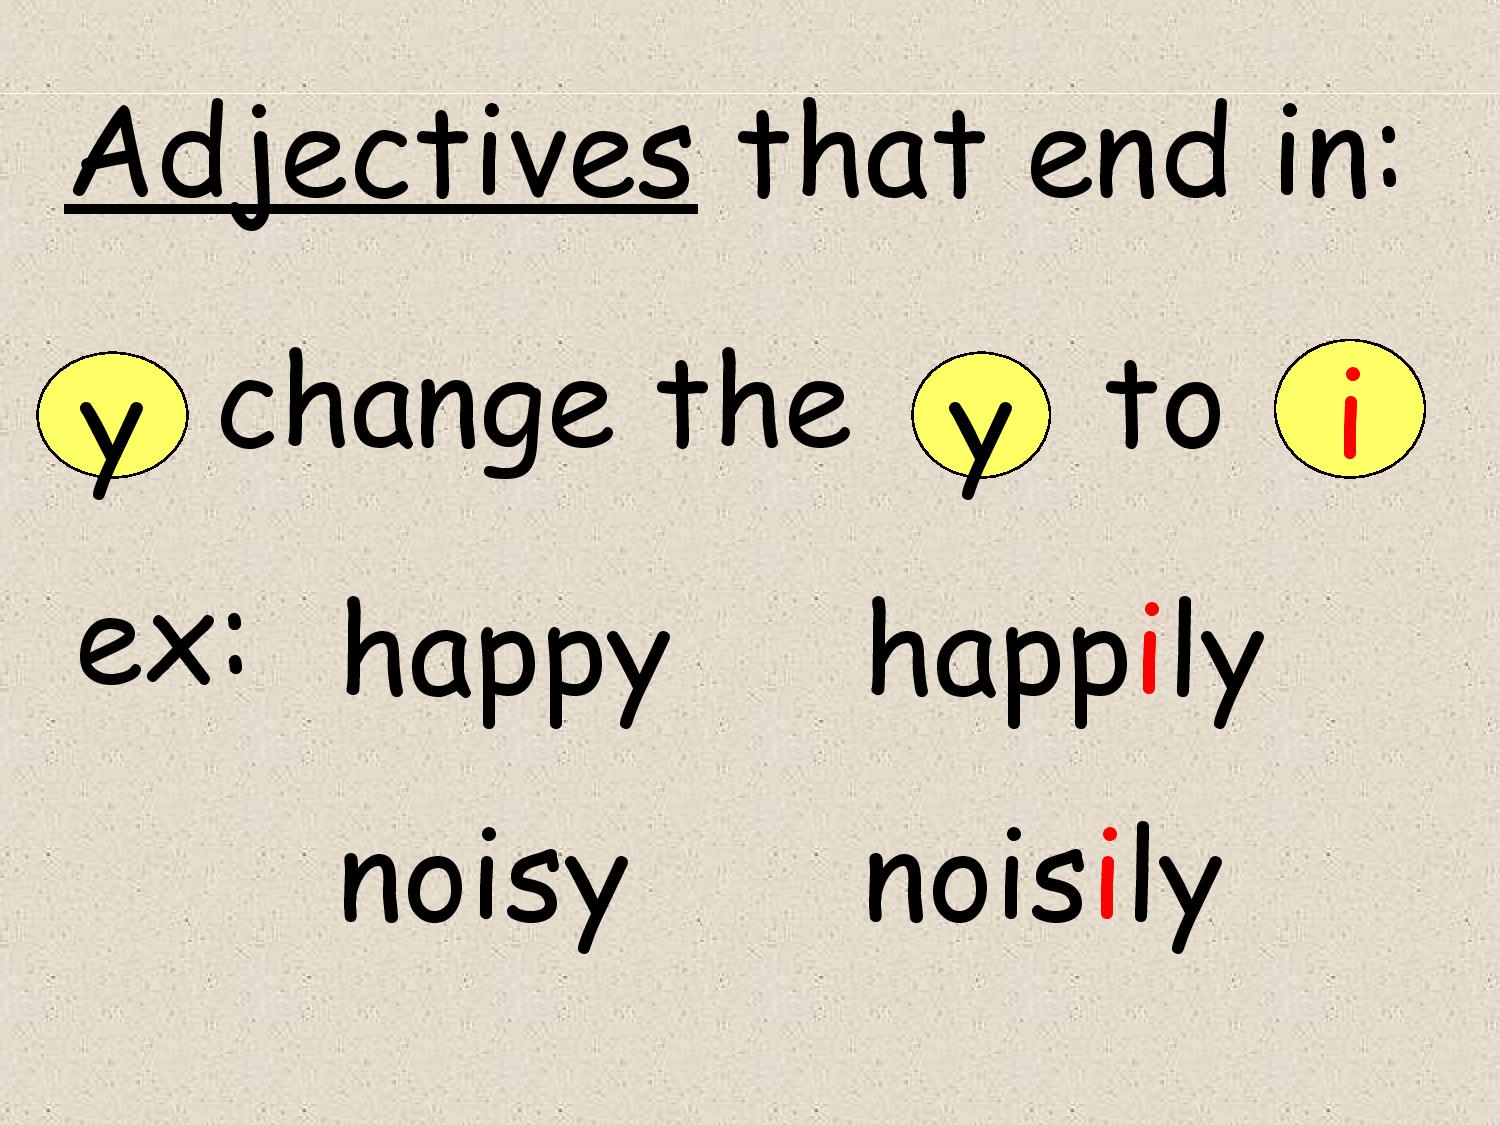 Adjectives that end in:
y change the y to i
ex: happy happily
noisy noisily